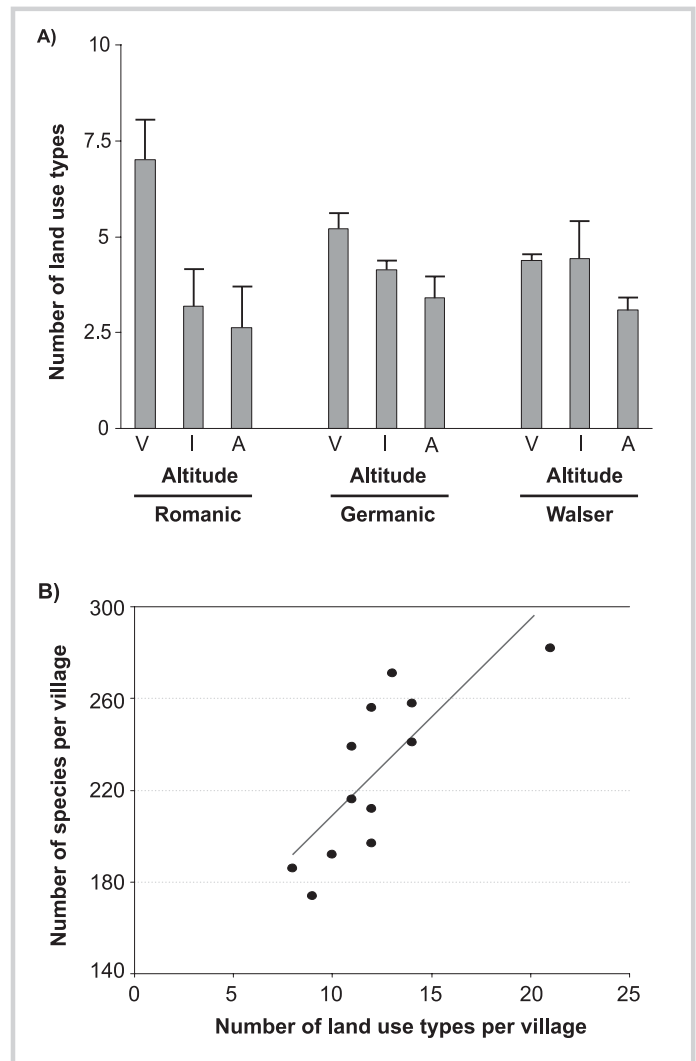 A)
Number of land use types
10
7.5
5
2.5
0
V I A V I A V I A
Altitude Altitude Altitude
Romanic Germanic Walser
B)
Number of species per village
300
260
220
180
140
0 5 10 15 20 25
Number of land use types per village